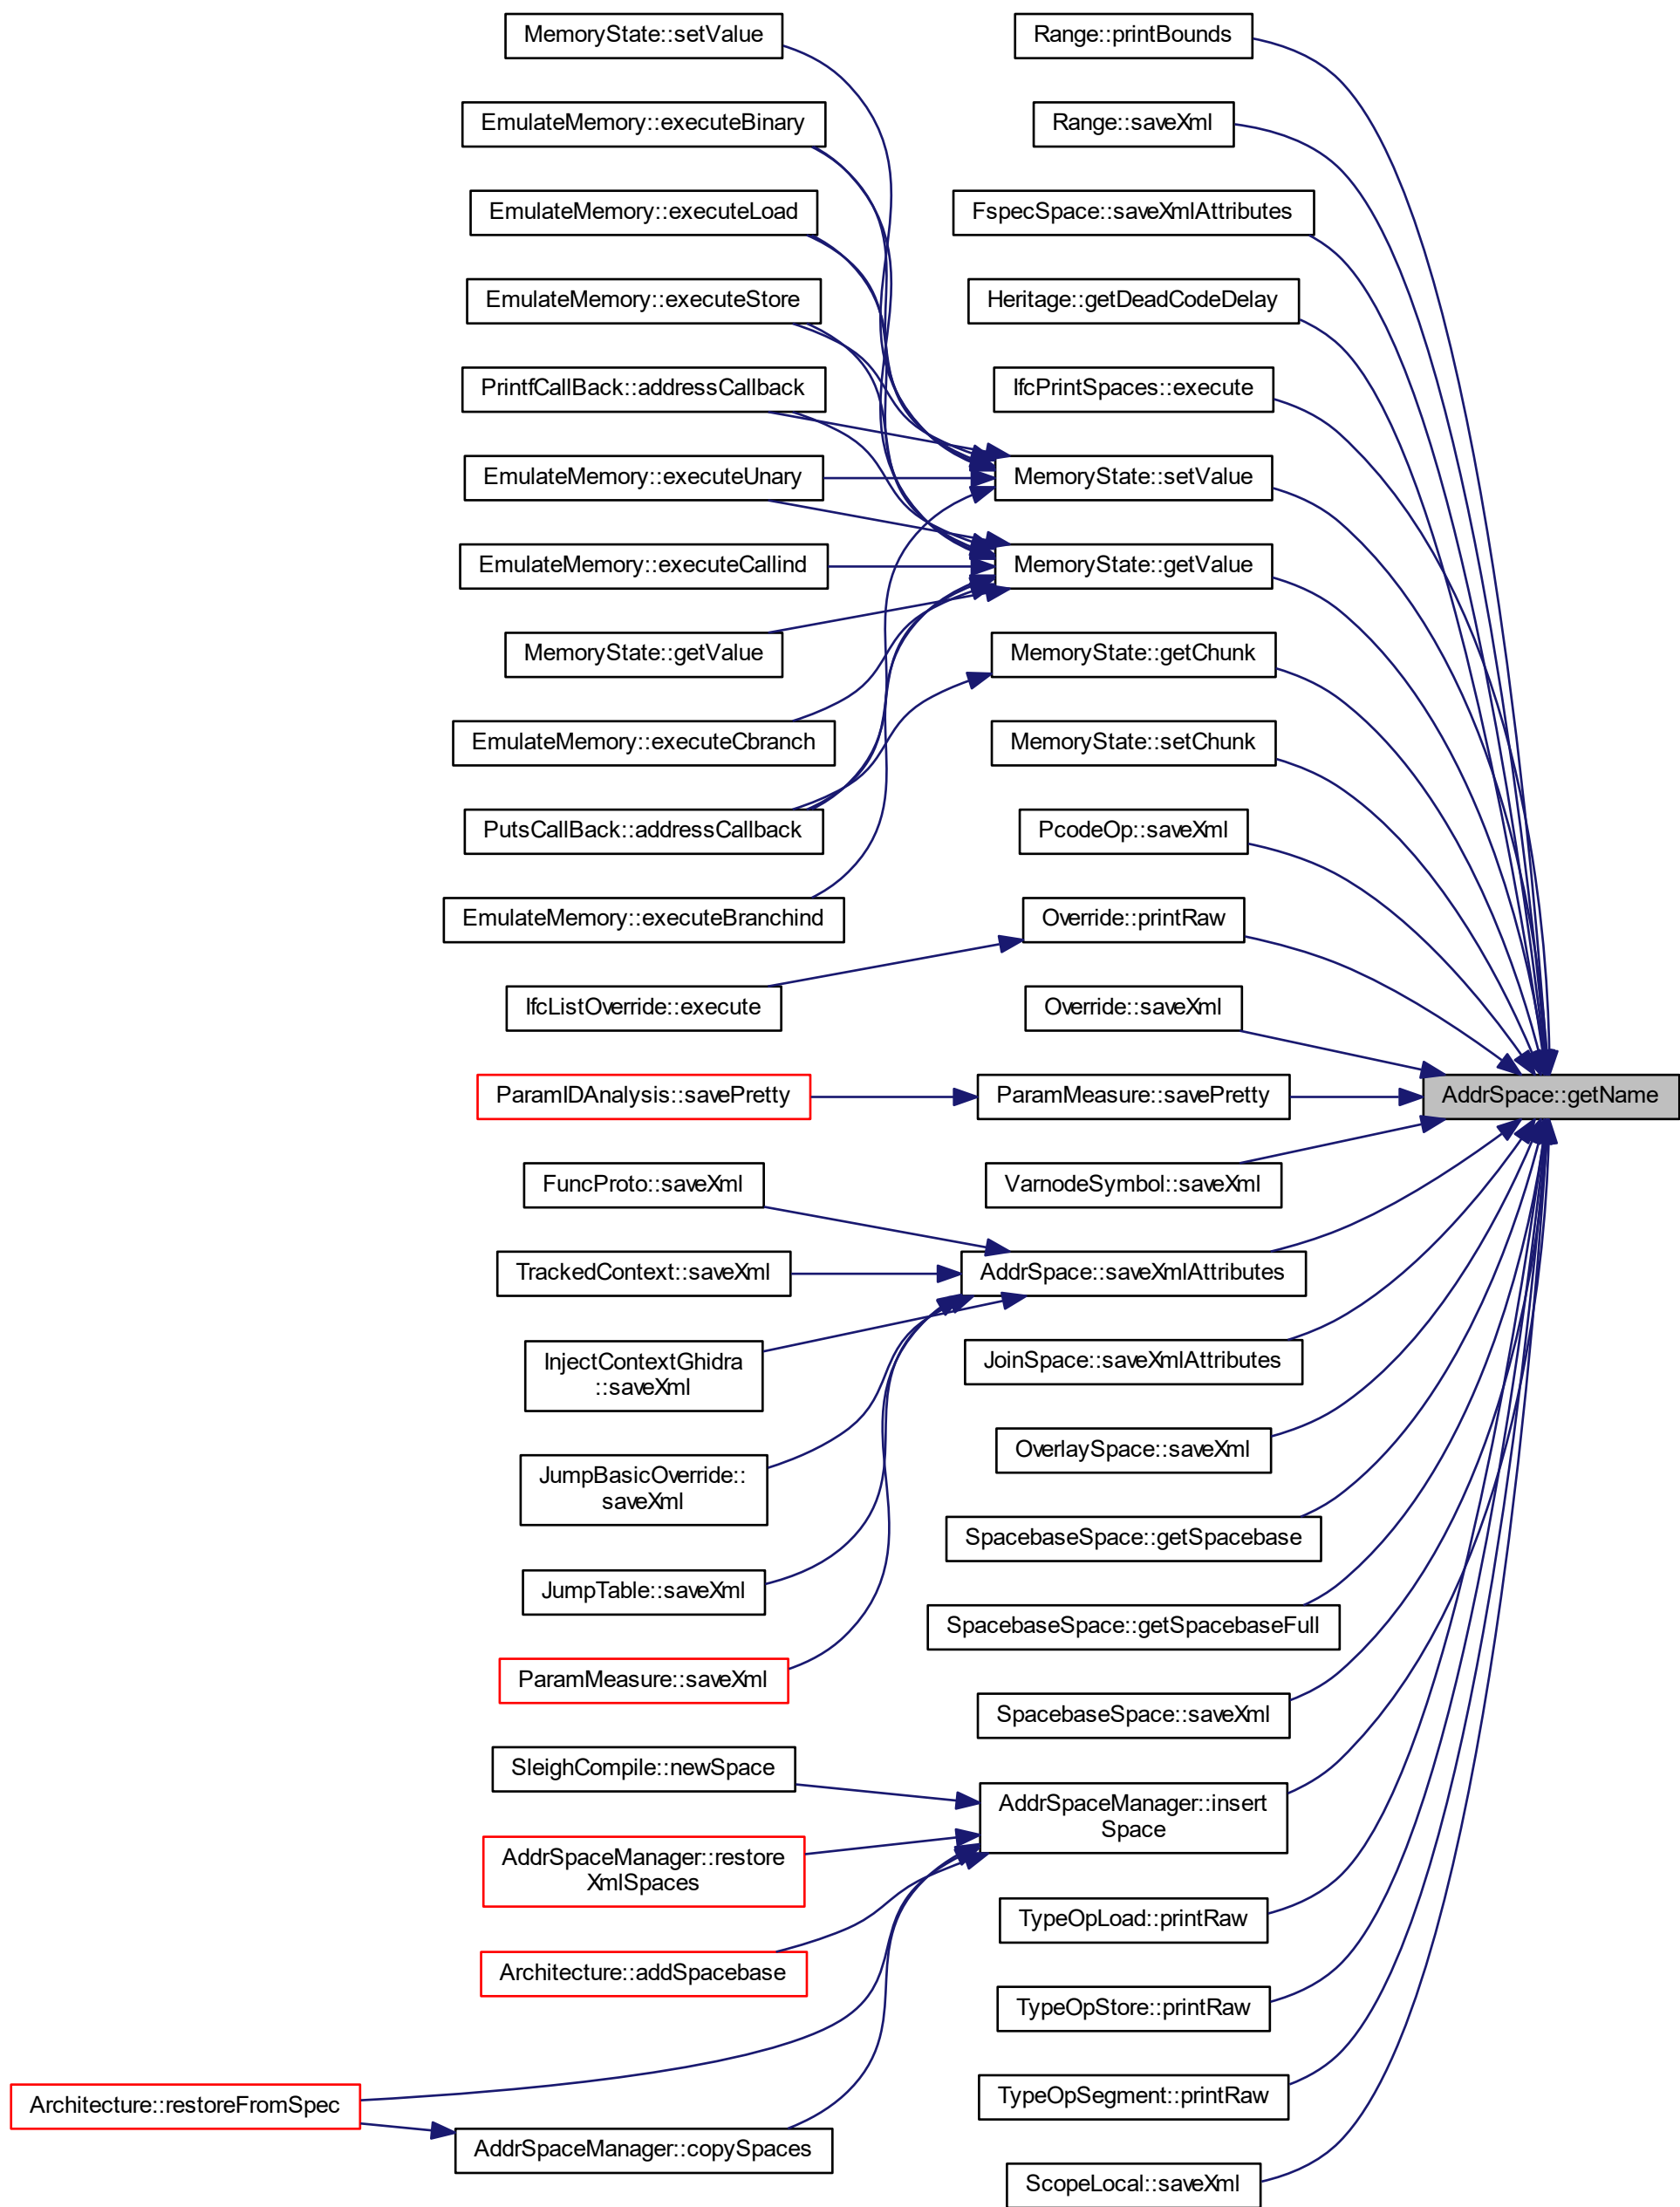 MemoryState::setValue
Range::printBounds
EmulateMemory::executeBinary
Range::saveXml
EmulateMemory::executeLoad
FspecSpace::saveXmlAttributes
EmulateMemory::executeStore
Heritage::getDeadCodeDelay
PrintfCallBack::addressCallback
IfcPrintSpaces::execute
EmulateMemory::executeUnary
MemoryState::setValue
EmulateMemory::executeCallind
MemoryState::getValue
MemoryState::getValue
MemoryState::getChunk
EmulateMemory::executeCbranch
MemoryState::setChunk
PutsCallBack::addressCallback
PcodeOp::saveXml
EmulateMemory::executeBranchind
Override::printRaw
IfcListOverride::execute
Override::saveXml
ParamIDAnalysis::savePretty
ParamMeasure::savePretty
AddrSpace::getName
FuncProto::saveXml
VarnodeSymbol::saveXml
TrackedContext::saveXml
AddrSpace::saveXmlAttributes
InjectContextGhidra
::saveXml
JoinSpace::saveXmlAttributes
JumpBasicOverride::
saveXml
OverlaySpace::saveXml
SpacebaseSpace::getSpacebase
JumpTable::saveXml
SpacebaseSpace::getSpacebaseFull
ParamMeasure::saveXml
SpacebaseSpace::saveXml
SleighCompile::newSpace
AddrSpaceManager::insert
Space
AddrSpaceManager::restore
XmlSpaces
TypeOpLoad::printRaw
Architecture::addSpacebase
TypeOpStore::printRaw
Architecture::restoreFromSpec
TypeOpSegment::printRaw
AddrSpaceManager::copySpaces
ScopeLocal::saveXml